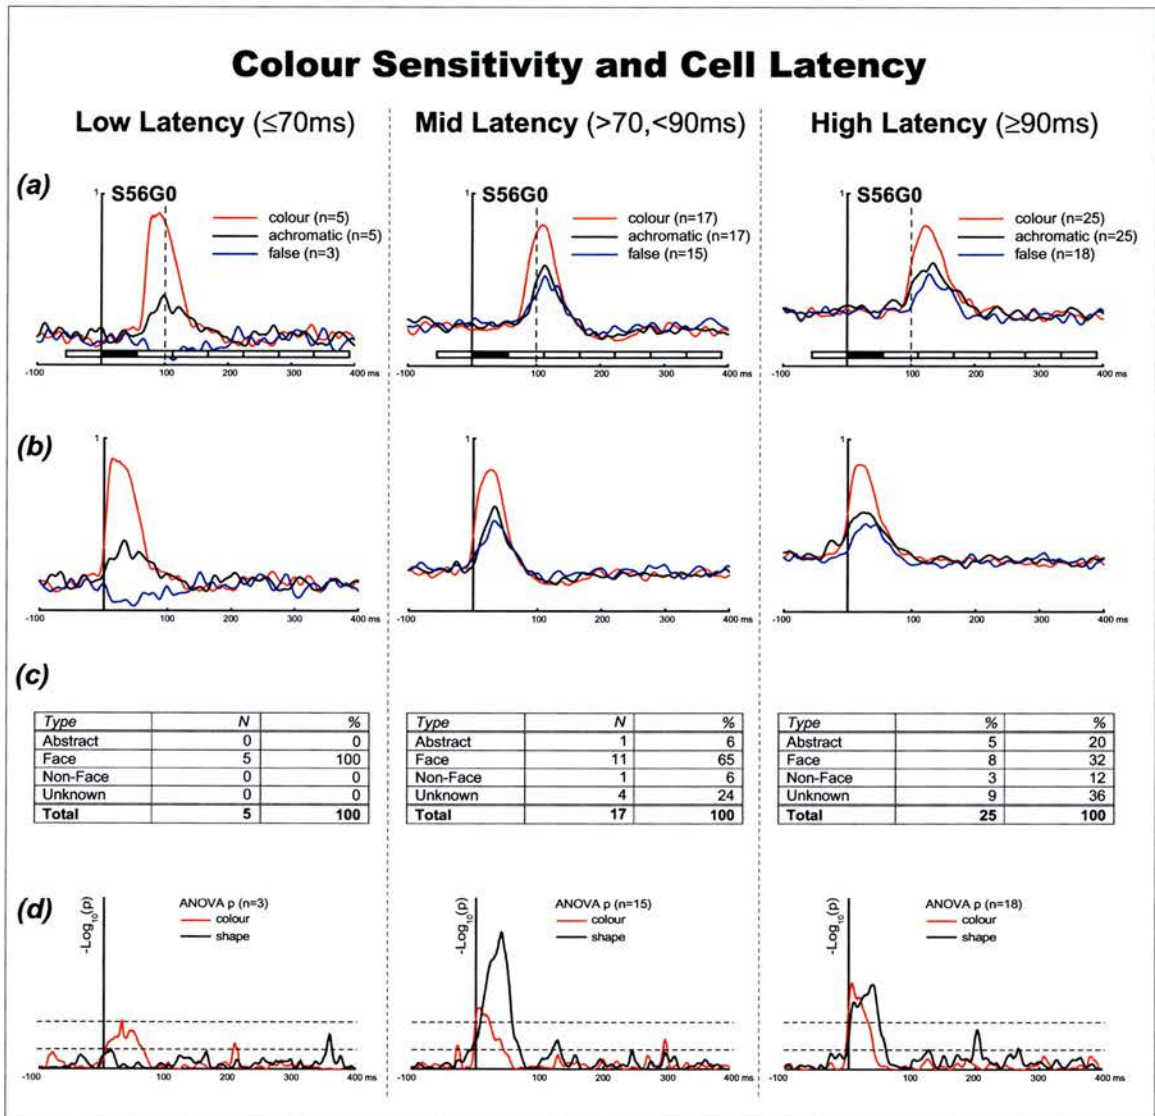 Colour Sensitivity and Cell Latency
Low Latency (≤70ms)
Mid Latency (>70,<90ms)
High Latency (≥90ms)
(a)
1
S56G0
colour (n=5)
achromatic (n=5)
false (n=3)
-100 100 200 300 400 ms
1
S56G0
colour (n=17)
achromatic (n=17)
false (n=15)
-100 100 200 300 400 ms
1
S56G0
colour (n=25)
achromatic (n=25)
false (n=18)
-100 100 200 300 400 ms
(b)
1
-100 100 200 300 400 ms
1
-100 100 200 300 400 ms
1
-100 100 200 300 400 ms
(c)
Type N %
Abstract 0 0
Face 5 100
Non-Face 0 0
Unknown 0 0
Total 5 100
Type N %
Abstract 1 6
Face 11 65
Non-Face 1 6
Unknown 4 24
Total 17 100
Type % %
Abstract 5 20
Face 8 32
Non-Face 3 12
Unknown 9 36
Total 25 100
(d)
-Log₁₀(p)
ANOVA p (n=3)
colour
shape
-100 100 200 300 400 ms
-Log₁₀(p)
ANOVA p (n=15)
colour
shape
-100 100 200 300 400 ms
-Log₁₀(p)
ANOVA p (n=18)
colour
shape
-100 100 200 300 400 ms